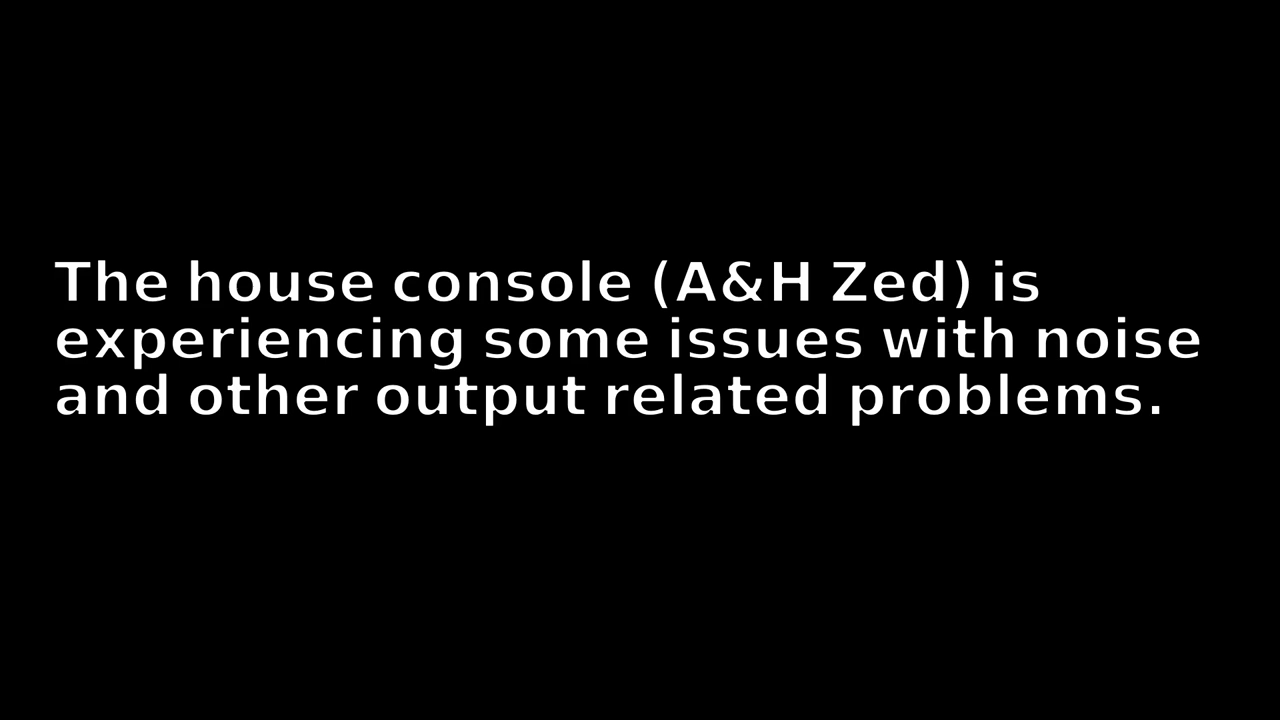 The house console (A&H Zed) is
experiencing some issues with noise
and other output related problems.